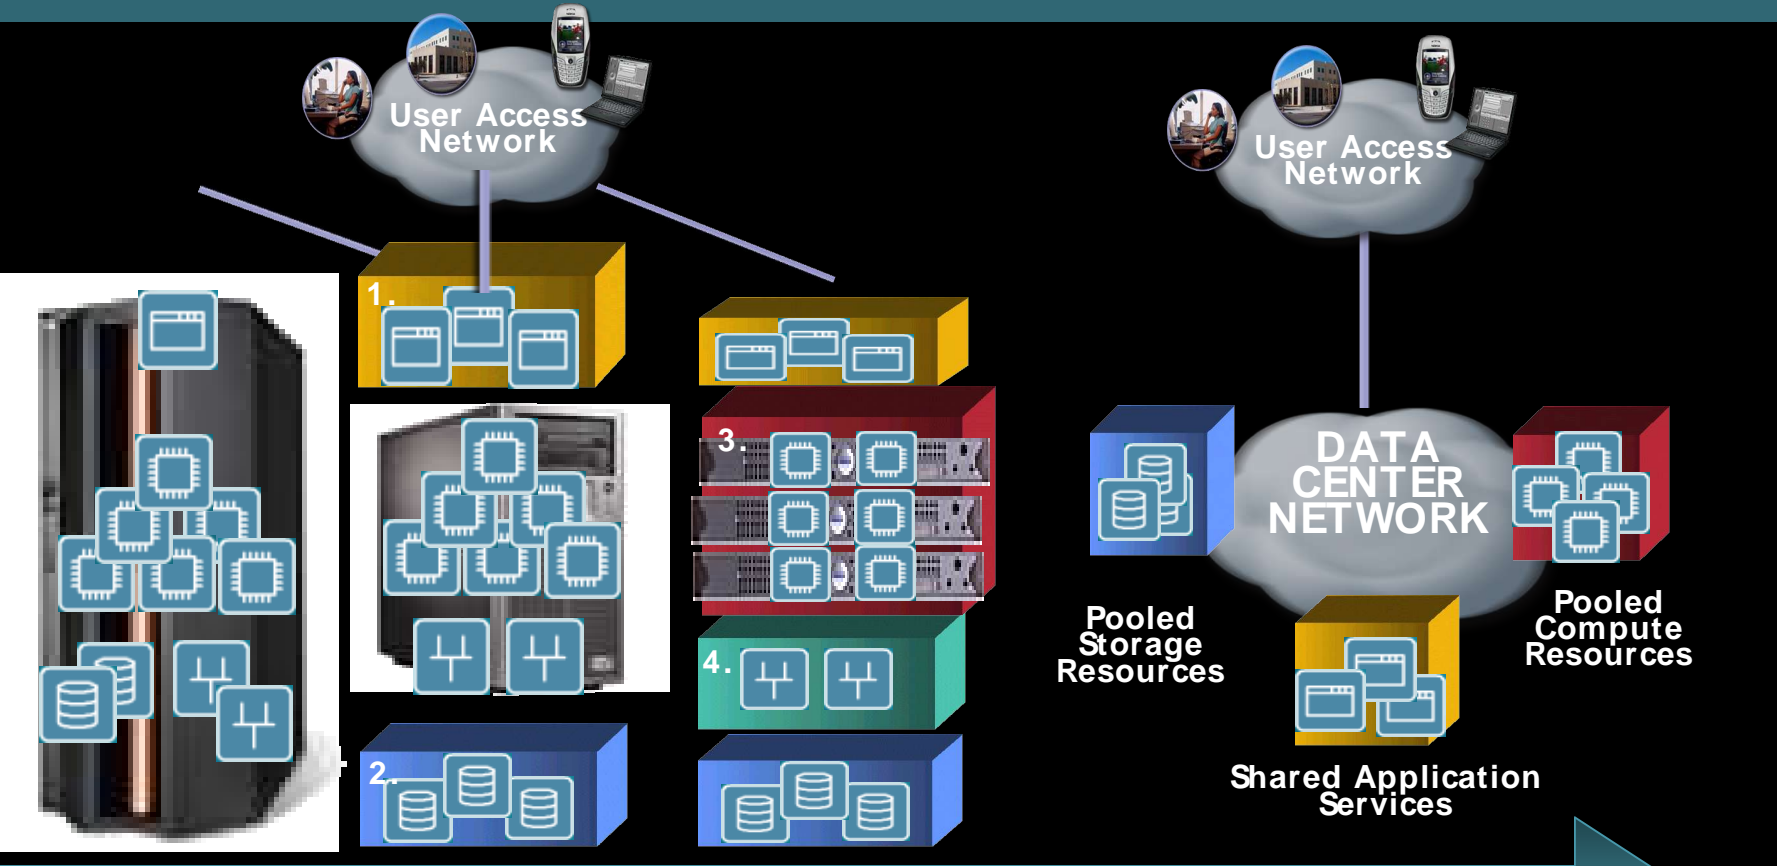 User Access
Network
1.
2.
3.
4.
User Access
Network
DATA
CENTER
NETWORK
Pooled
Storage
Resources
Pooled
Compute
Resources
Shared Application
Services